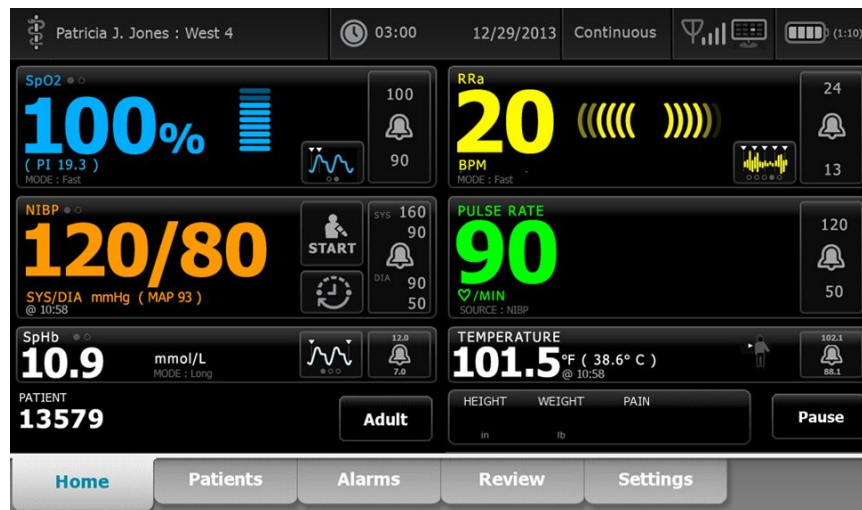 Patricia J. Jones : West 4 03:00 12/29/2013 Continuous (1:10)
SpO2
100%
( PI 19.3 )
MODE : Fast
100
90
RRa
20
BPM
MODE : Fast
24
13
NIBP
120/80
SYS/DIA mmHg ( MAP 93 )
@ 10:58
START
SYS 160
90
DIA 90
50
PULSE RATE
90
/MIN
SOURCE : NIBP
120
50
SpHb
10.9 mmol/L
MODE : Long
12.0
7.0
TEMPERATURE
101.5 °F ( 38.6° C )
@ 10:58
102.1
88.1
PATIENT
13579
Adult
HEIGHT WEIGHT PAIN
in lb
Pause
Home Patients Alarms Review Settings